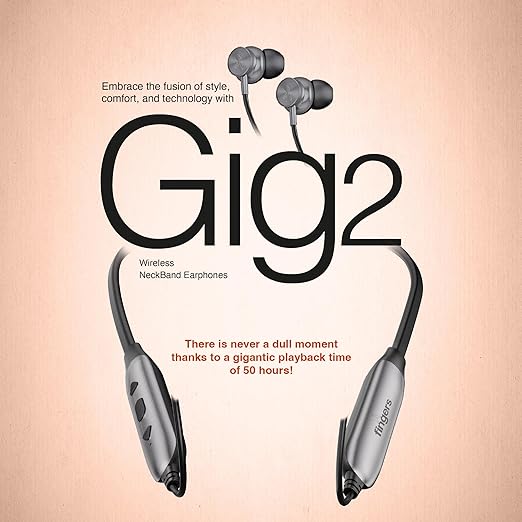 Embrace the fusion of style,
comfort, and technology with
Gig2
Wireless
NeckBand Earphones
There is never a dull moment
thanks to a gigantic playback time
of 50 hours!
fingers